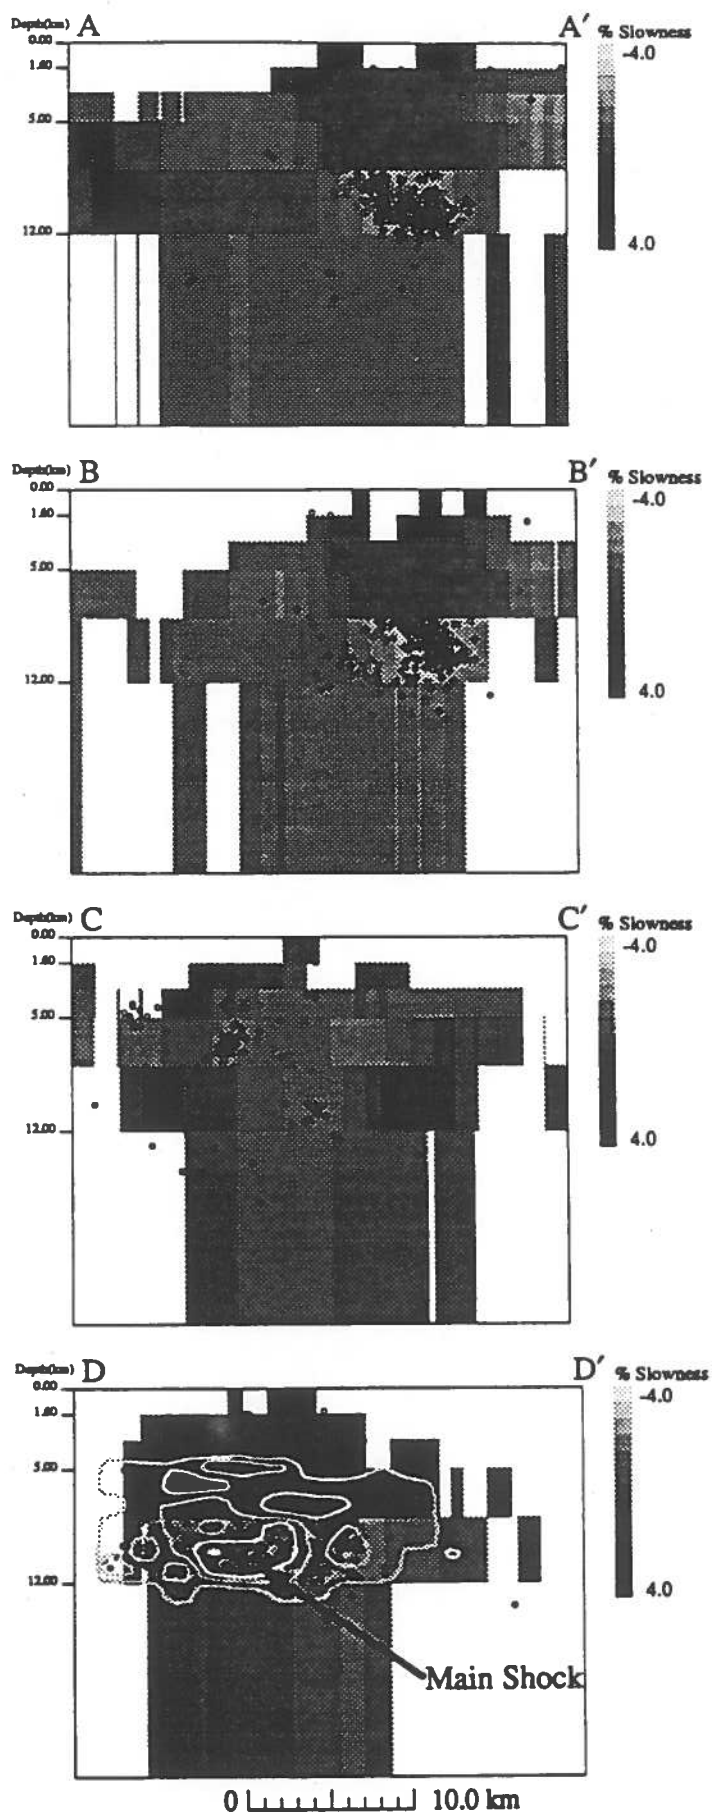 Depth(km) A A′ % Slowness
0.00 -4.0
1.60
5.00
12.00 4.0
Depth(km) B B′ % Slowness
0.00 -4.0
1.60
5.00
12.00 4.0
Depth(km) C C′ % Slowness
0.00 -4.0
1.60
5.00
12.00 4.0
Depth(km) D D′ % Slowness
0.00 -4.0
1.60
5.00
12.00 4.0
Main Shock
0 10.0 km